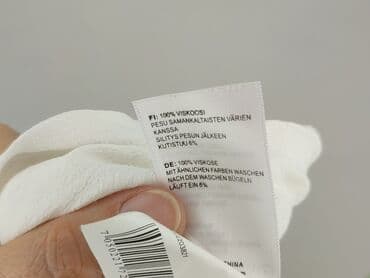 FI: 100% VISKOOSI
PESU SAMANKALTAISTEN VÄRIEN
KANSSA
SILITYS PESUN JÄLKEEN
KUTISTUU 6%
DE: 100% VISKOSE
MIT ÄHNLICHEN FARBEN WASCHEN
NACH DEM WASCHEN BÜGELN
LÄUFT EIN 6%
CHINA